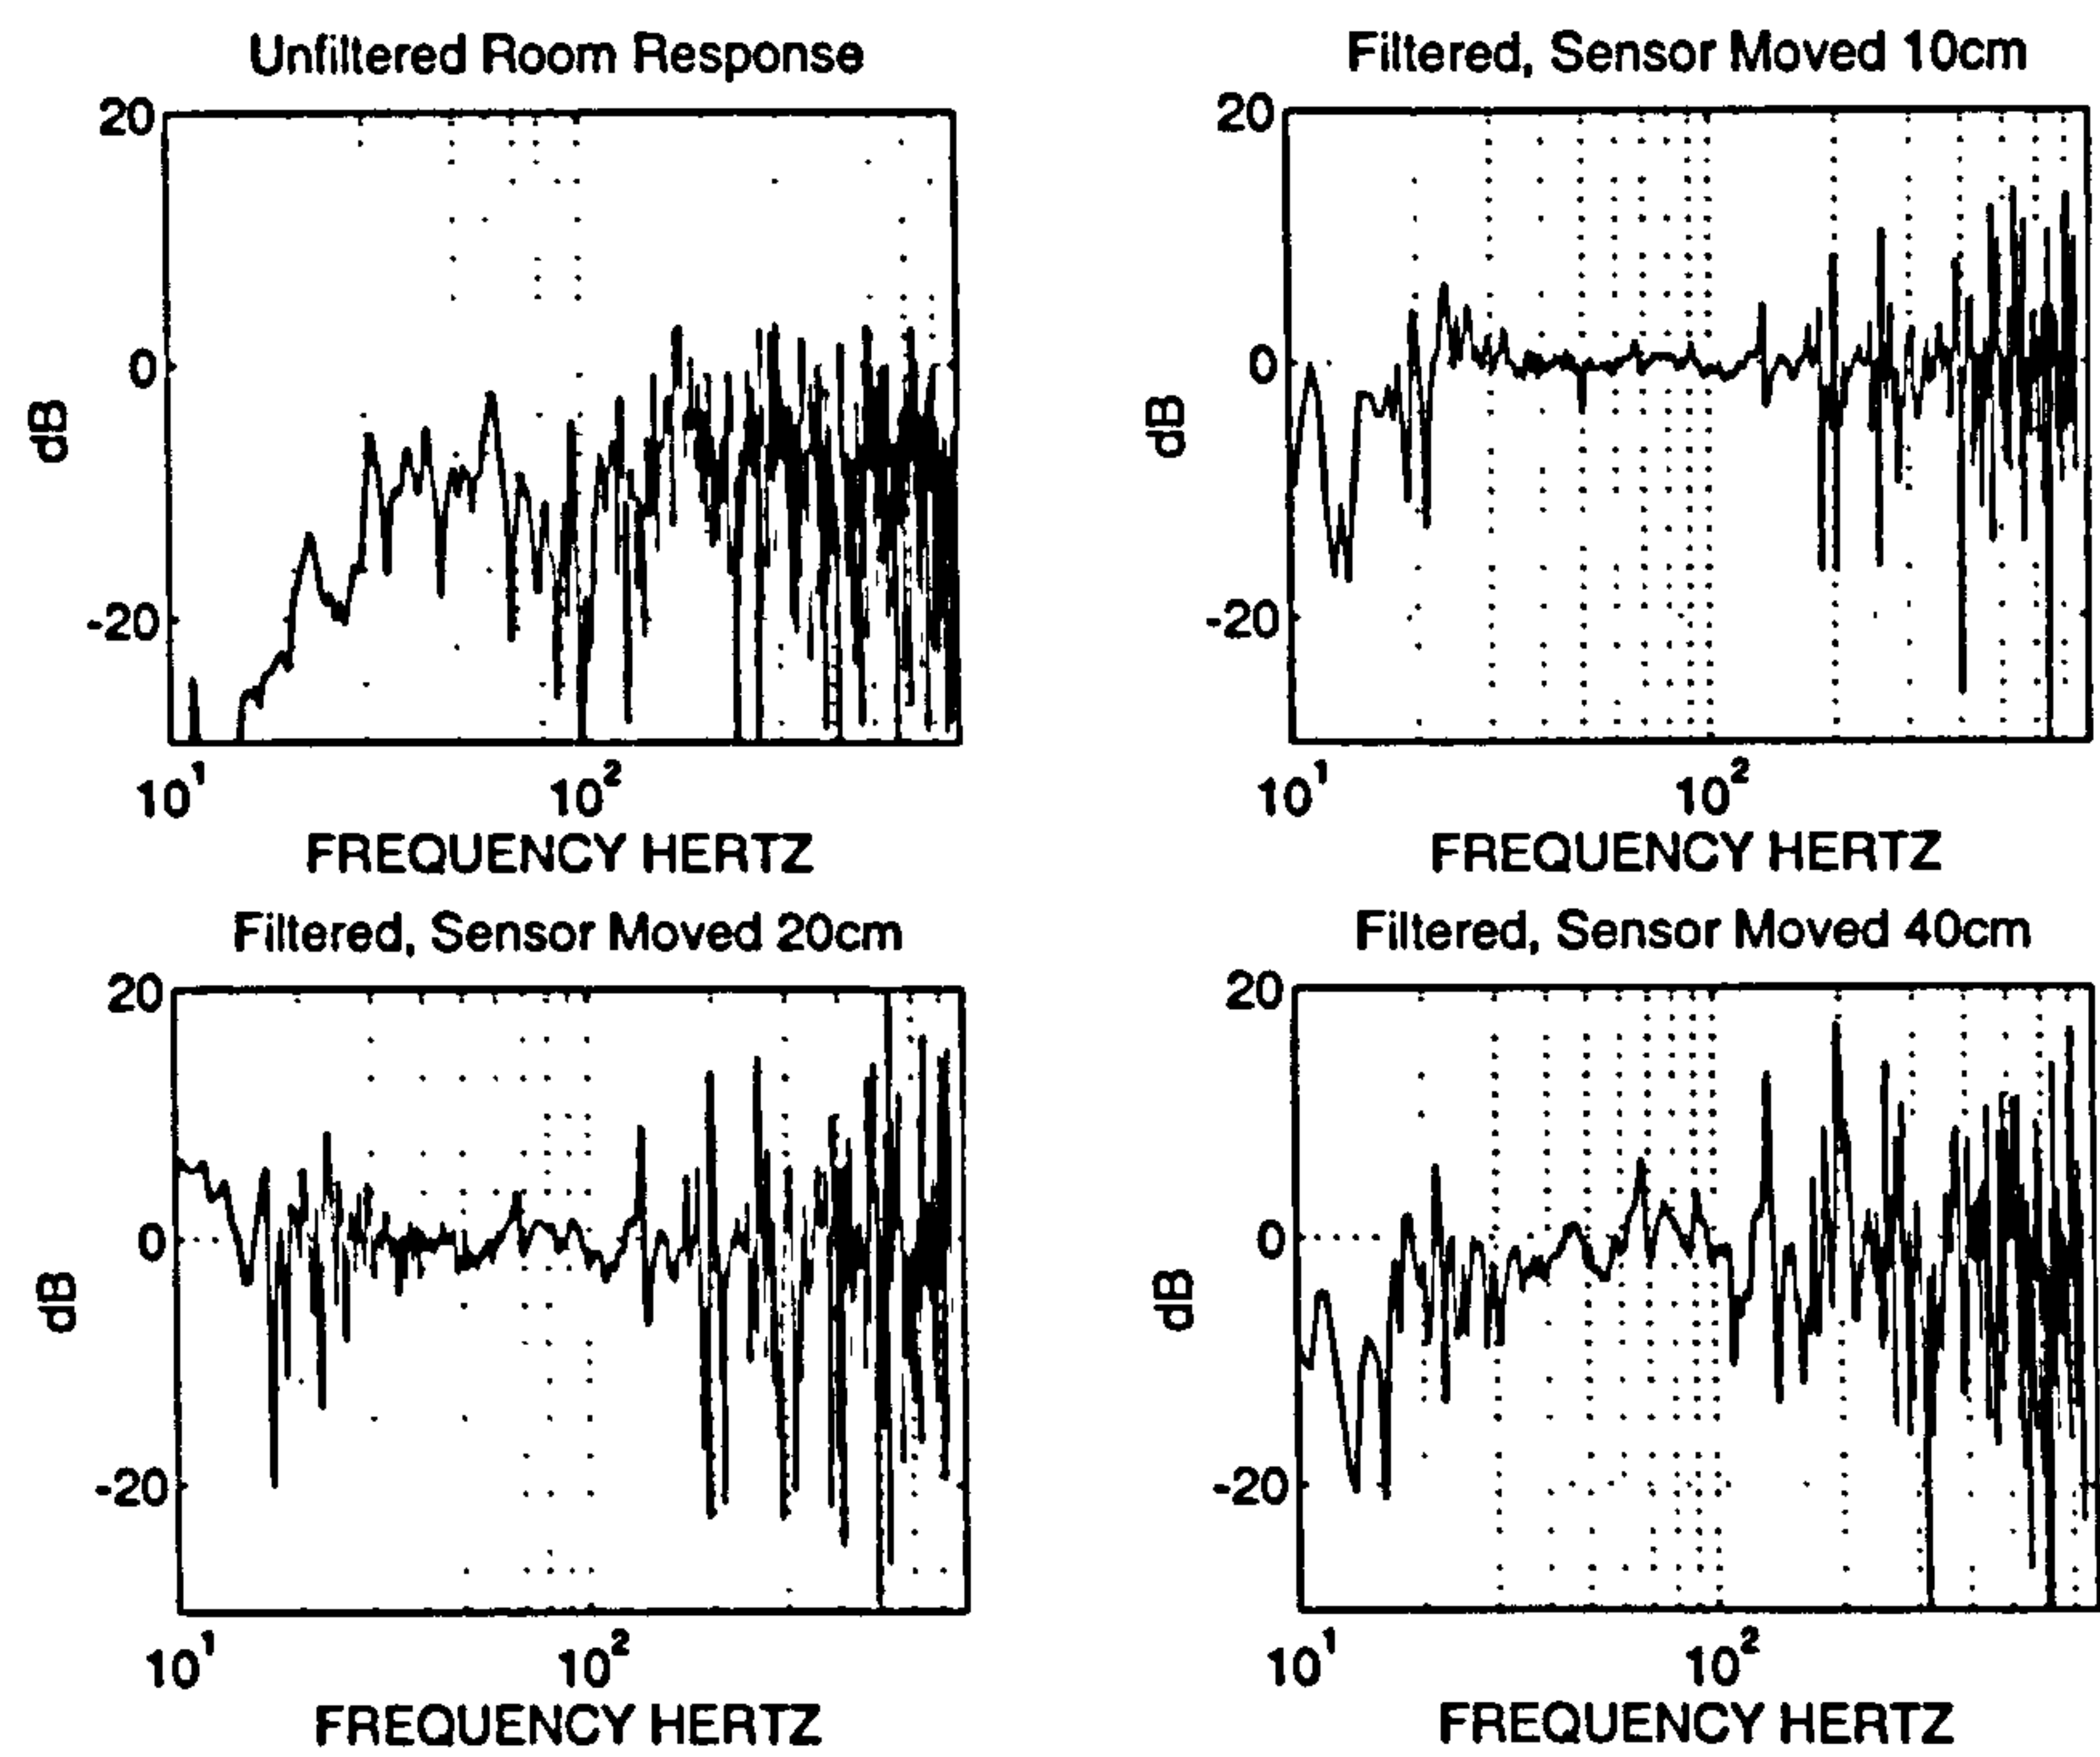 Unfiltered Room Response
20
0
-20
dB
10¹ 10²
FREQUENCY HERTZ
Filtered, Sensor Moved 10cm
20
0
-20
dB
10¹ 10²
FREQUENCY HERTZ
Filtered, Sensor Moved 20cm
20
0
-20
dB
10¹ 10²
FREQUENCY HERTZ
Filtered, Sensor Moved 40cm
20
0
-20
dB
10¹ 10²
FREQUENCY HERTZ